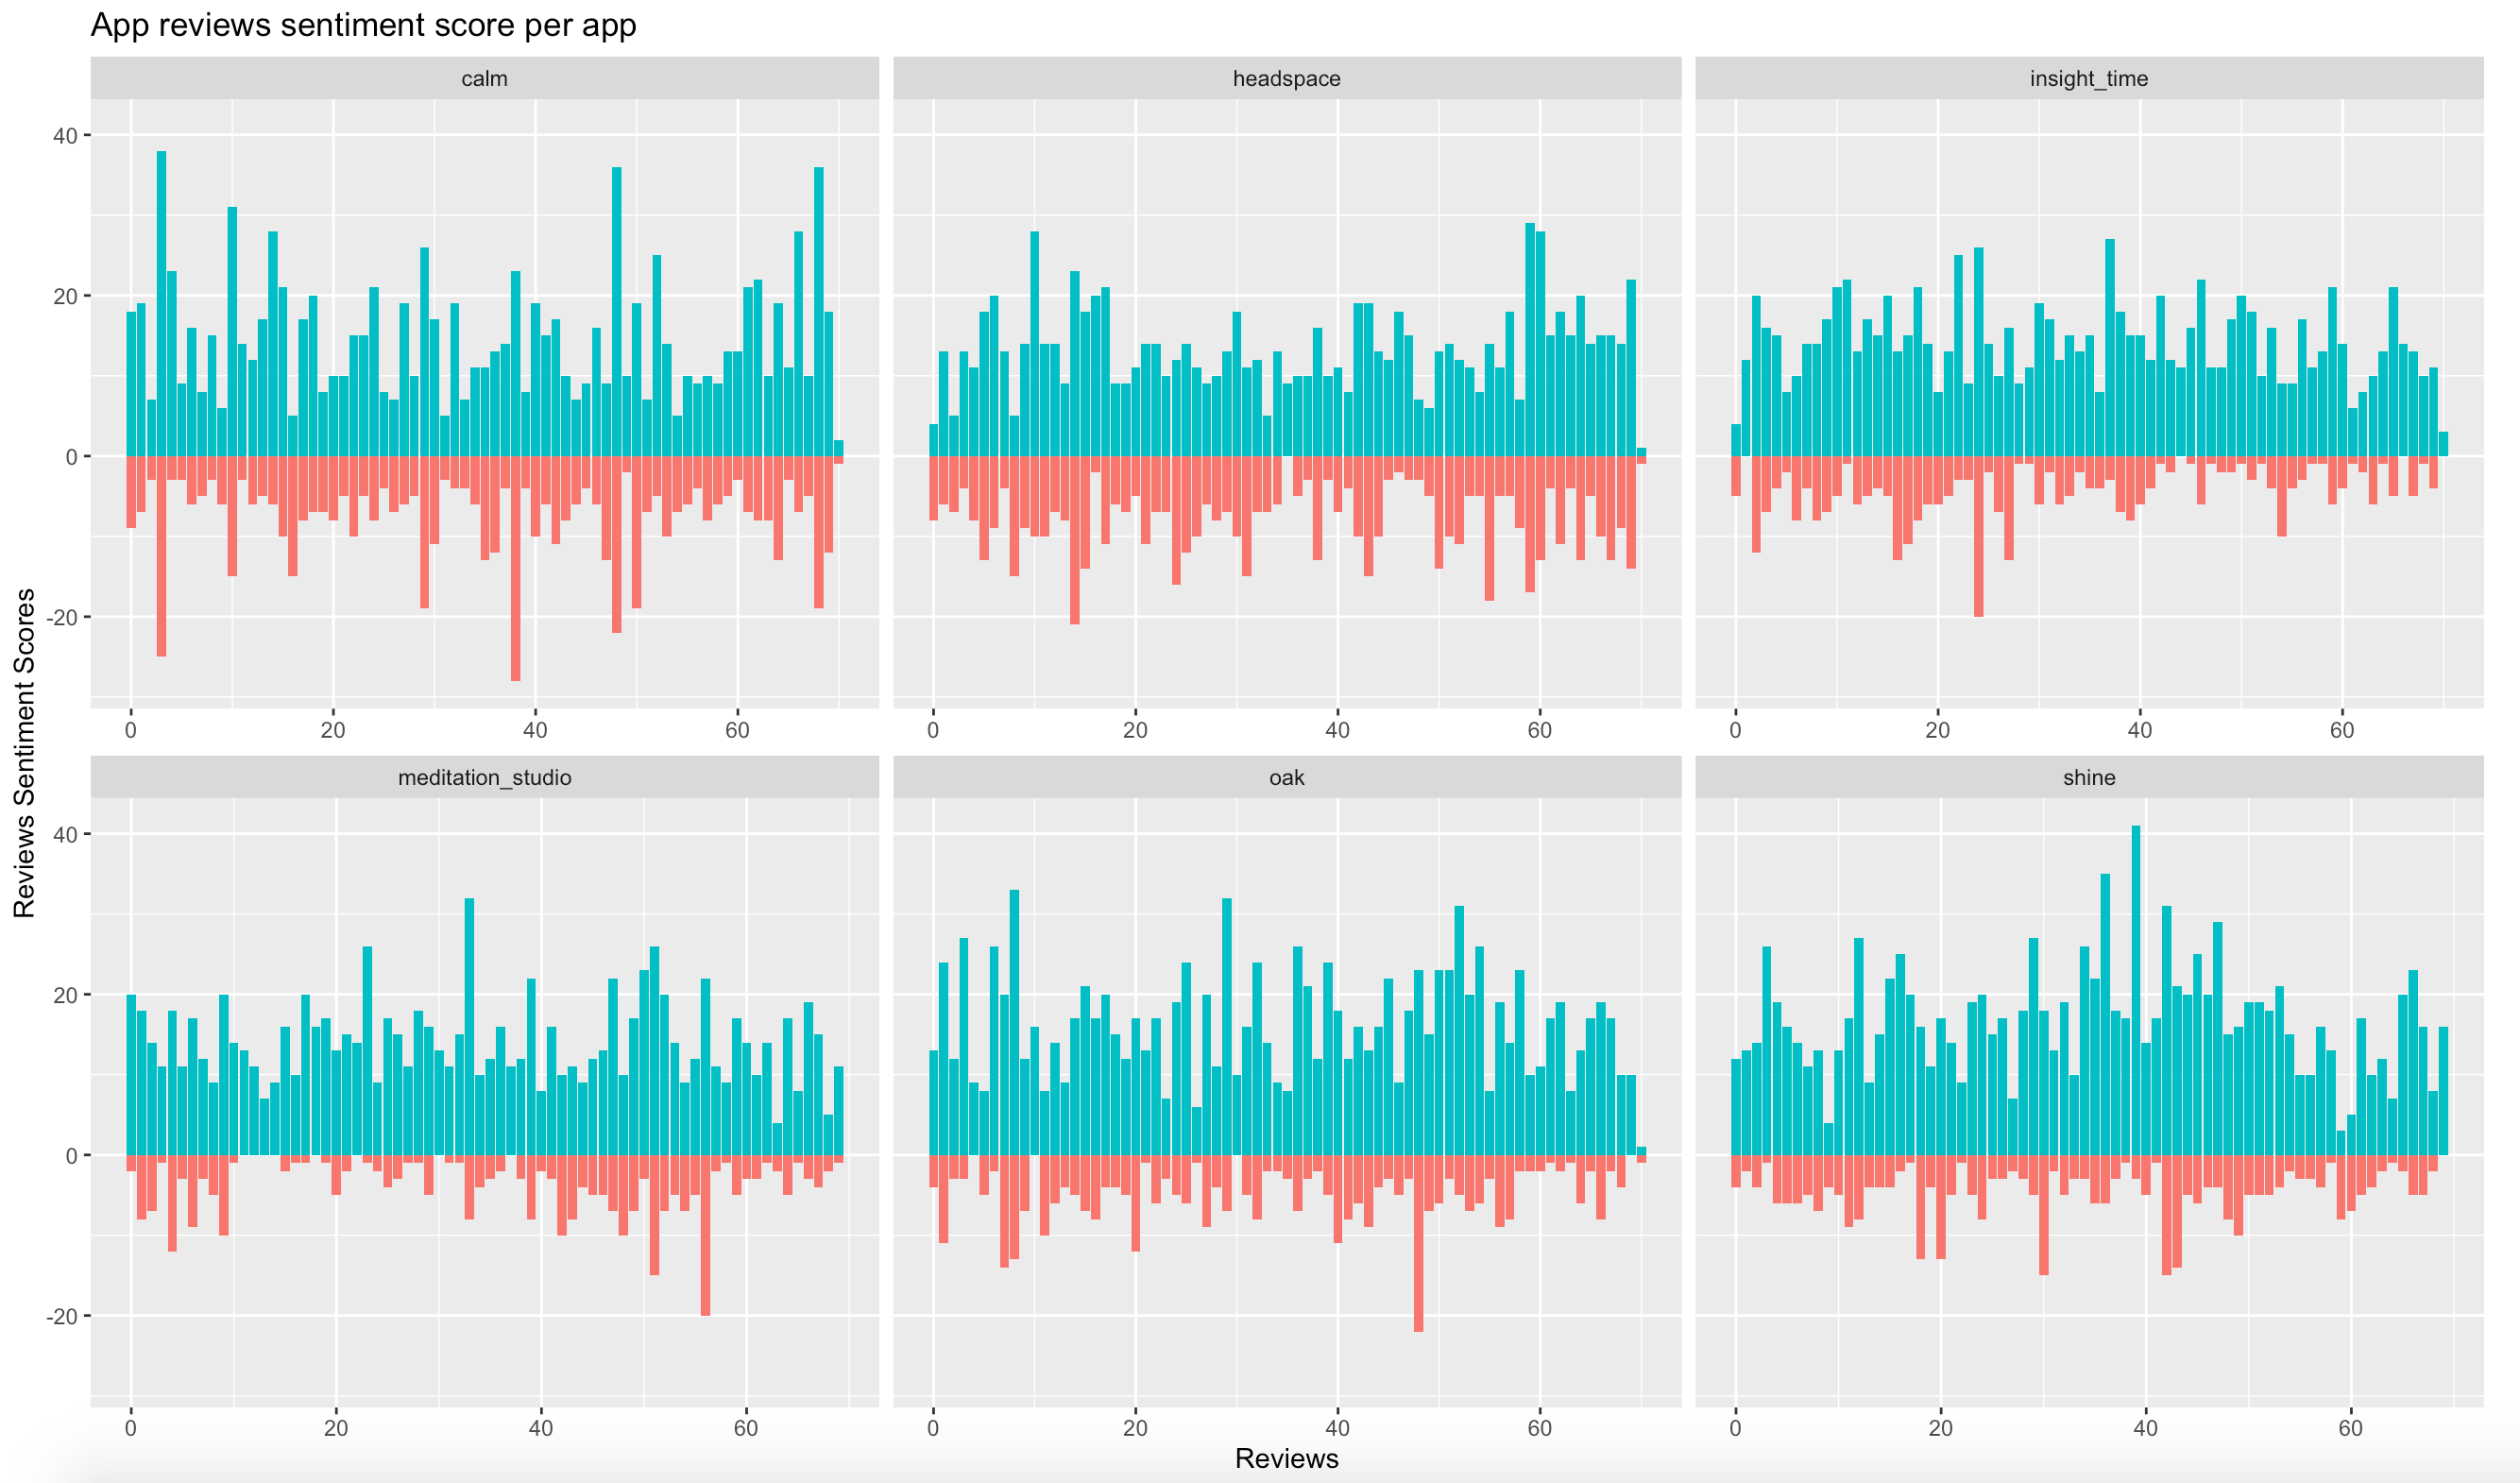 App reviews sentiment score per app
calm headspace insight_time
40
20
0
-20
0 20 40 60 0 20 40 60 0 20 40 60
Reviews Sentiment Scores
meditation_studio oak shine
40
20
0
-20
0 20 40 60 0 20 40 60 0 20 40 60
Reviews